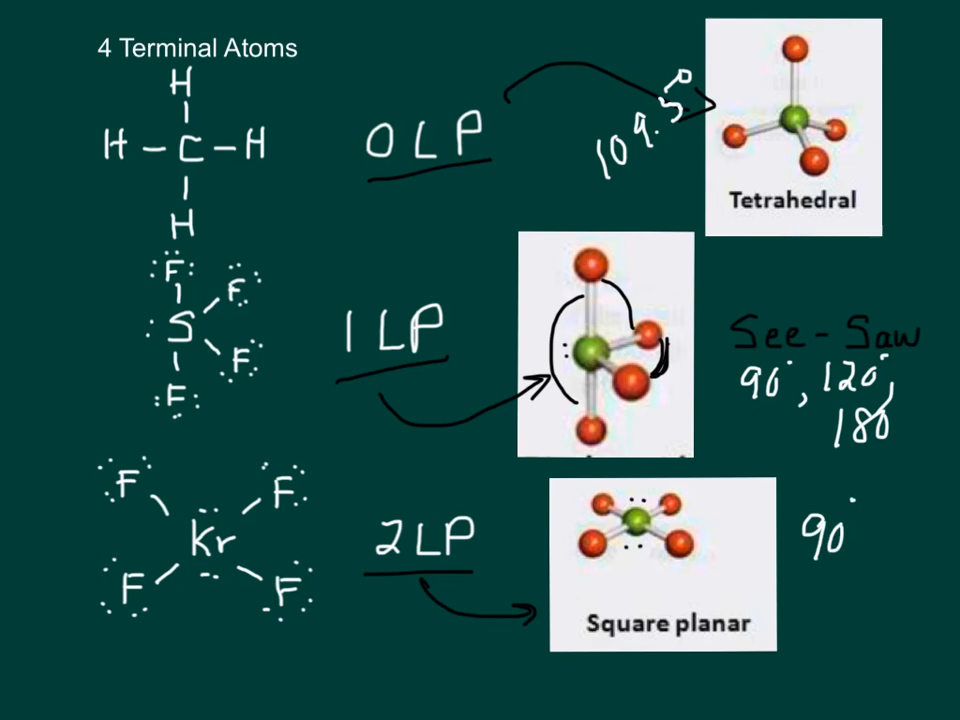 4 Terminal Atoms
H
H - C - H
H
0 LP
109.5°
Tetrahedral
F
F
S
F
F
1 LP
See - Saw
90°, 120°,
180
F F
Kr
F F
2 LP
90°
Square planar